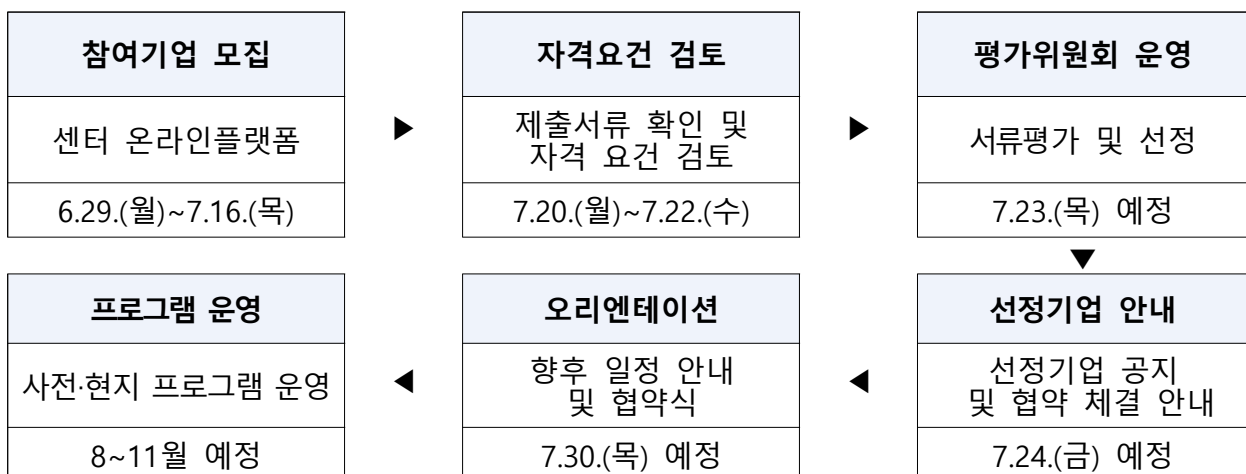 참여기업 모집
센터 온라인플랫폼
6.29.(월)~7.16.(목)
▶
자격요건 검토
제출서류 확인 및
자격 요건 검토
7.20.(월)~7.22.(수)
▶
평가위원회 운영
서류평가 및 선정
7.23.(목) 예정
▼
선정기업 안내
선정기업 공지
및 협약 체결 안내
7.24.(금) 예정
◀
오리엔테이션
향후 일정 안내
및 협약식
7.30.(목) 예정
◀
프로그램 운영
사전·현지 프로그램 운영
8~11월 예정